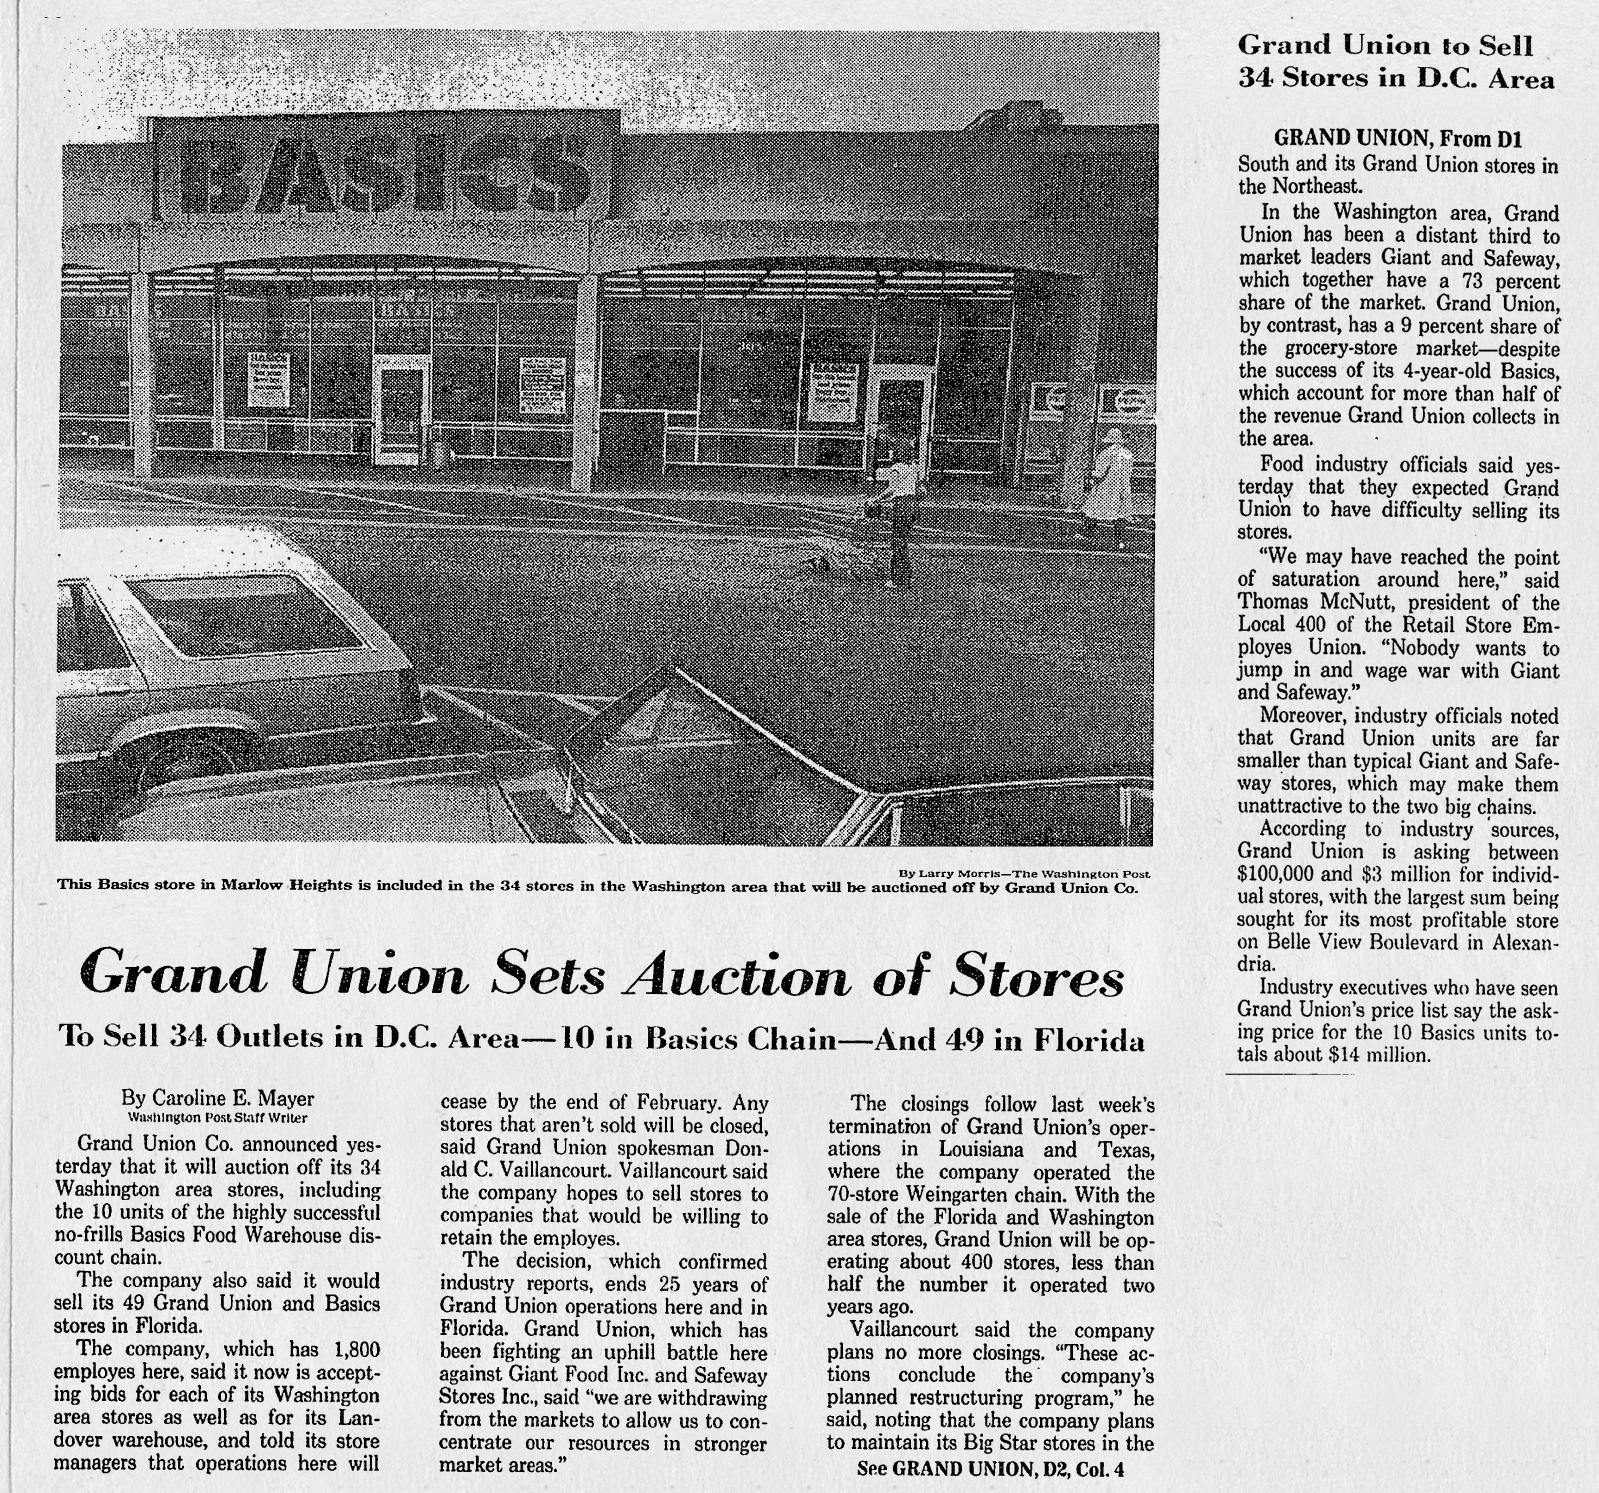 BASICS
BASICS
BASICS
By Larry Morris—The Washington Post
This Basics store in Marlow Heights is included in the 34 stores in the Washington area that will be auctioned off by Grand Union Co.
Grand Union Sets Auction of Stores
To Sell 34 Outlets in D.C. Area—10 in Basics Chain—And 49 in Florida
By Caroline E. Mayer
Washington Post Staff Writer
Grand Union Co. announced yes-
terday that it will auction off its 34
Washington area stores, including
the 10 units of the highly successful
no-frills Basics Food Warehouse dis-
count chain.
The company also said it would
sell its 49 Grand Union and Basics
stores in Florida.
The company, which has 1,800
employes here, said it now is accept-
ing bids for each of its Washington
area stores as well as for its Lan-
dover warehouse, and told its store
managers that operations here will
cease by the end of February. Any
stores that aren't sold will be closed,
said Grand Union spokesman Don-
ald C. Vaillancourt. Vaillancourt said
the company hopes to sell stores to
companies that would be willing to
retain the employes.
The decision, which confirmed
industry reports, ends 25 years of
Grand Union operations here and in
Florida. Grand Union, which has
been fighting an uphill battle here
against Giant Food Inc. and Safeway
Stores Inc., said “we are withdrawing
from the markets to allow us to con-
centrate our resources in stronger
market areas.”
The closings follow last week's
termination of Grand Union's oper-
ations in Louisiana and Texas,
where the company operated the
70-store Weingarten chain. With the
sale of the Florida and Washington
area stores, Grand Union will be op-
erating about 400 stores, less than
half the number it operated two
years ago.
Vaillancourt said the company
plans no more closings. “These ac-
tions conclude the company's
planned restructuring program,” he
said, noting that the company plans
to maintain its Big Star stores in the
See GRAND UNION, D2, Col. 4
Grand Union to Sell
34 Stores in D.C. Area
GRAND UNION, From D1
South and its Grand Union stores in
the Northeast.
In the Washington area, Grand
Union has been a distant third to
market leaders Giant and Safeway,
which together have a 73 percent
share of the market. Grand Union,
by contrast, has a 9 percent share of
the grocery-store market—despite
the success of its 4-year-old Basics,
which account for more than half of
the revenue Grand Union collects in
the area.
Food industry officials said yes-
terday that they expected Grand
Union to have difficulty selling its
stores.
“We may have reached the point
of saturation around here,” said
Thomas McNutt, president of the
Local 400 of the Retail Store Em-
ployes Union. “Nobody wants to
jump in and wage war with Giant
and Safeway.”
Moreover, industry officials noted
that Grand Union units are far
smaller than typical Giant and Safe-
way stores, which may make them
unattractive to the two big chains.
According to industry sources,
Grand Union is asking between
$100,000 and $3 million for individ-
ual stores, with the largest sum being
sought for its most profitable store
on Belle View Boulevard in Alexan-
dria.
Industry executives who have seen
Grand Union's price list say the ask-
ing price for the 10 Basics units to-
tals about $14 million.